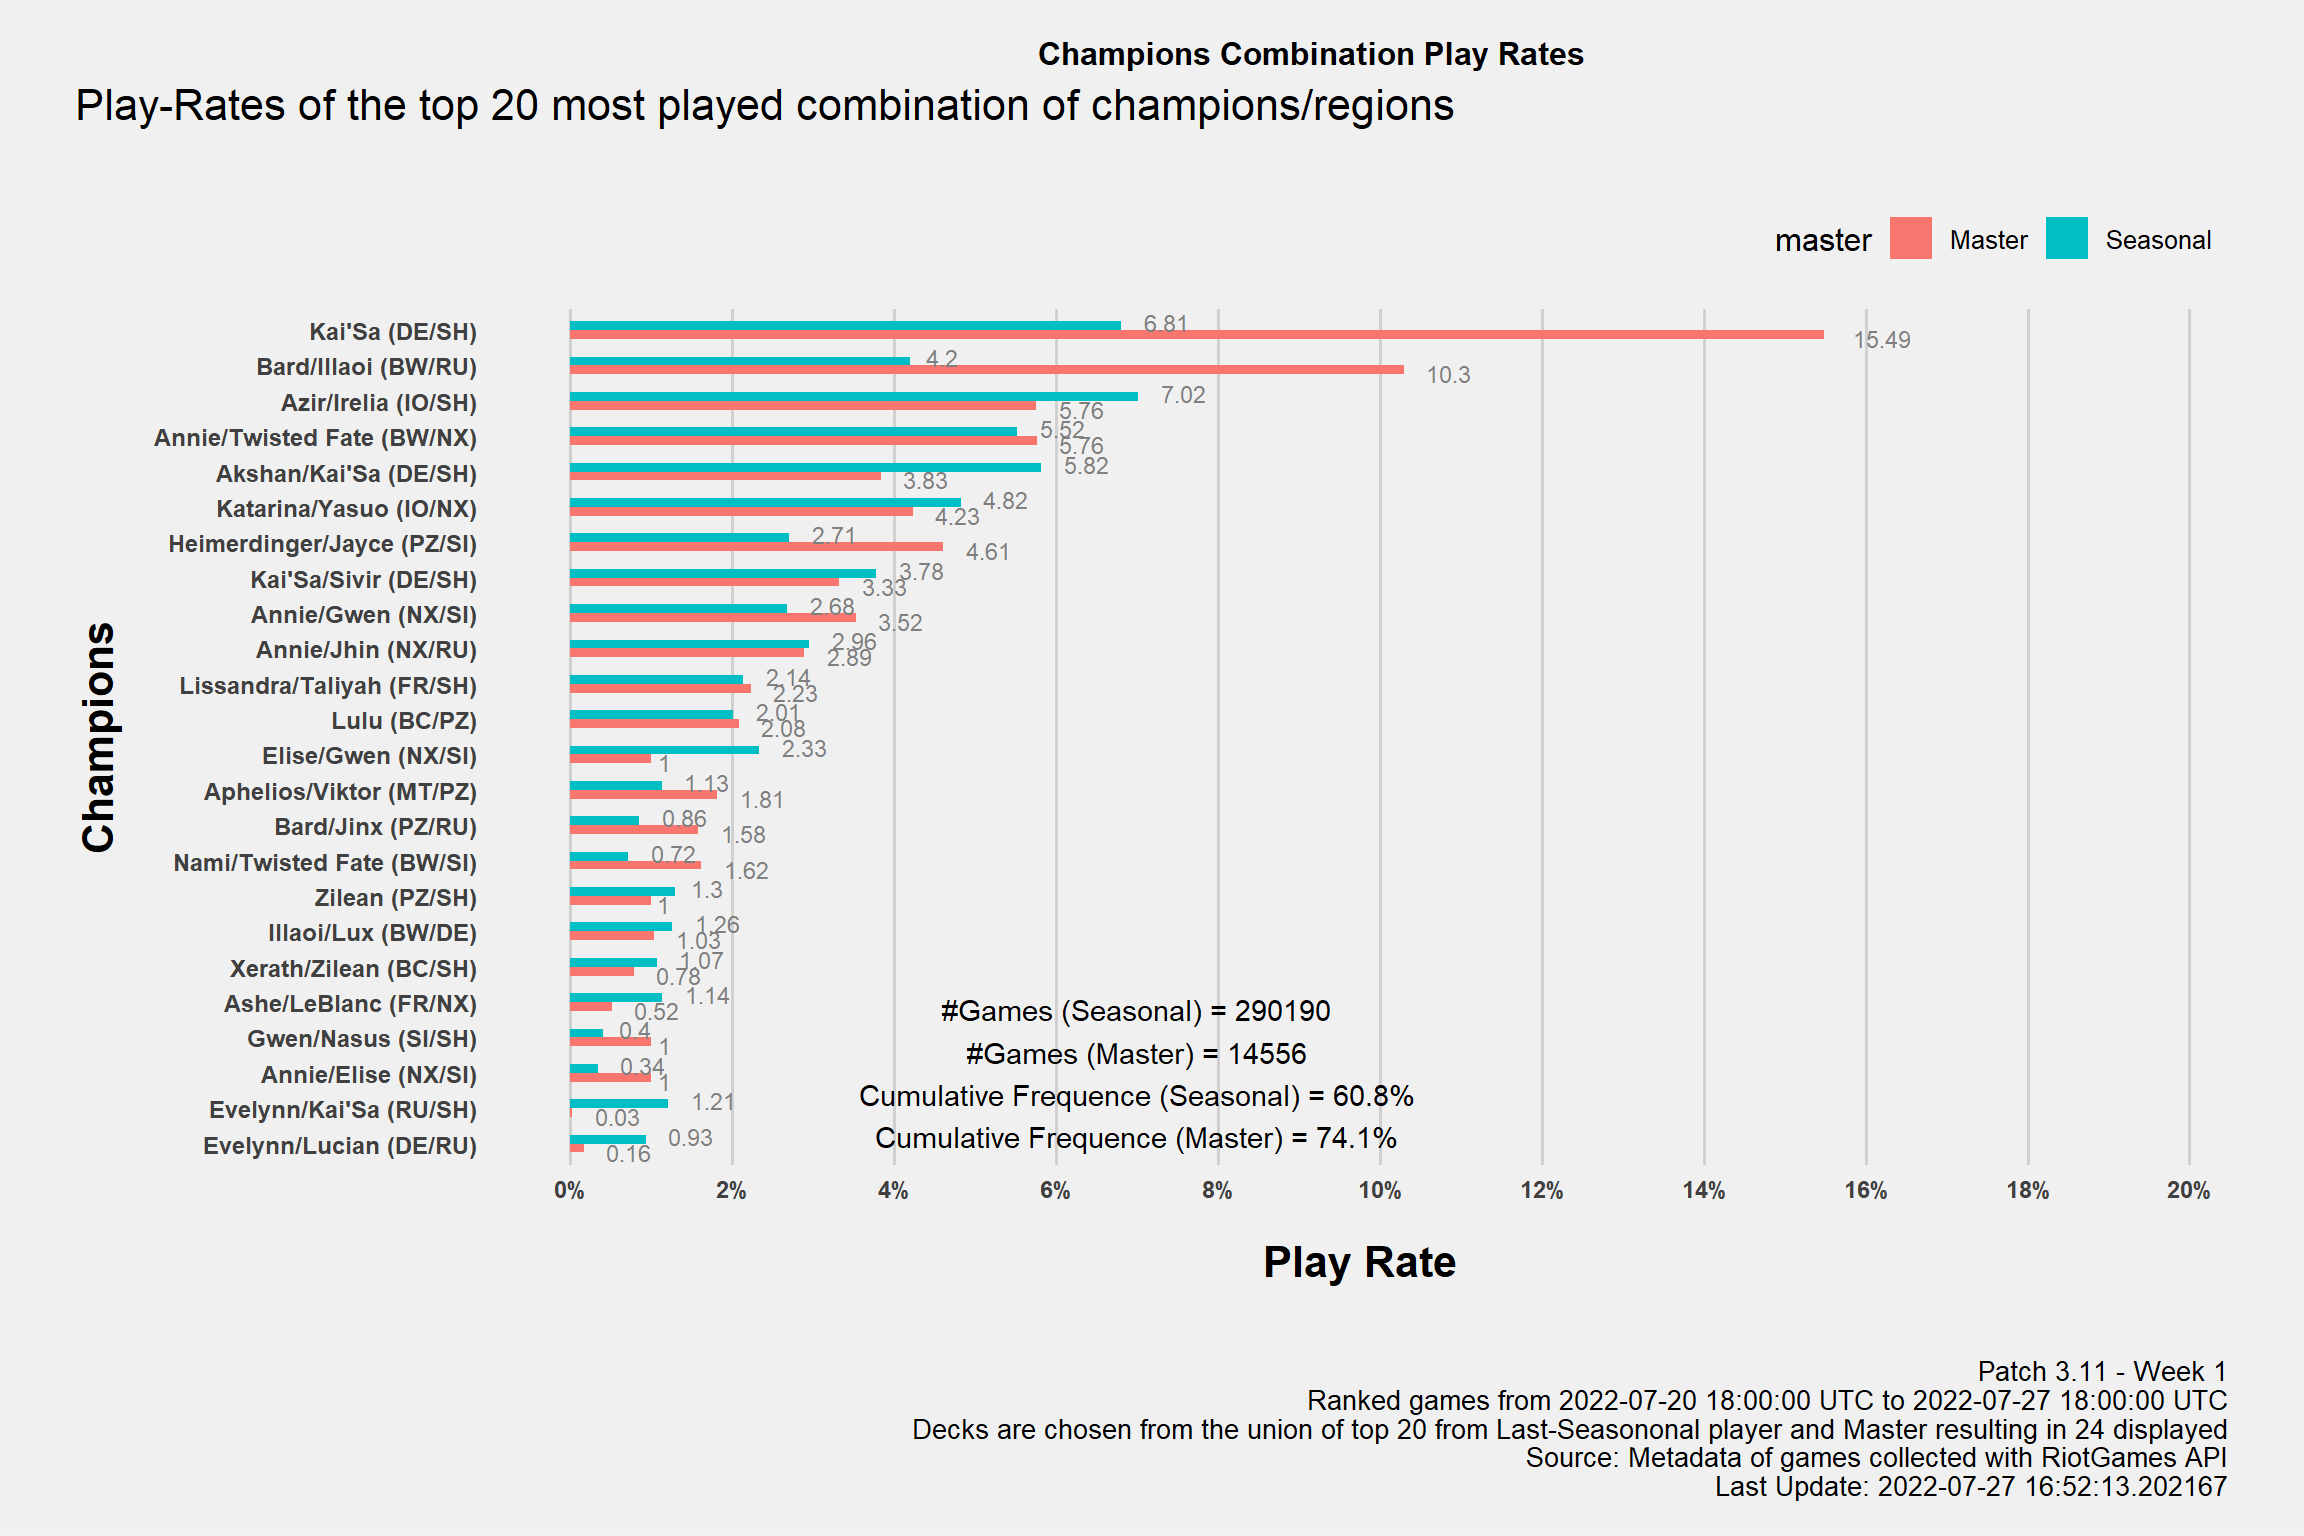 Champions Combination Play Rates
Play-Rates of the top 20 most played combination of champions/regions
master Master Seasonal
Champions
Kai'Sa (DE/SH) 6.81 15.49
Bard/Illaoi (BW/RU) 4.2 10.3
Azir/Irelia (IO/SH) 7.02 5.76
Annie/Twisted Fate (BW/NX) 5.52 5.76
Akshan/Kai'Sa (DE/SH) 5.82 3.83
Katarina/Yasuo (IO/NX) 4.82 4.23
Heimerdinger/Jayce (PZ/SI) 2.71 4.61
Kai'Sa/Sivir (DE/SH) 3.78 3.33
Annie/Gwen (NX/SI) 2.68 3.52
Annie/Jhin (NX/RU) 2.96 2.89
Lissandra/Taliyah (FR/SH) 2.14 2.23
Lulu (BC/PZ) 2.01 2.08
Elise/Gwen (NX/SI) 2.33 1
Aphelios/Viktor (MT/PZ) 1.13 1.81
Bard/Jinx (PZ/RU) 0.86 1.58
Nami/Twisted Fate (BW/SI) 0.72 1.62
Zilean (PZ/SH) 1.3 1
Illaoi/Lux (BW/DE) 1.26 1.03
Xerath/Zilean (BC/SH) 1.07 0.78
Ashe/LeBlanc (FR/NX) 1.14 0.52
Gwen/Nasus (SI/SH) 0.4 1
Annie/Elise (NX/SI) 0.34 1
Evelynn/Kai'Sa (RU/SH) 1.21 0.03
Evelynn/Lucian (DE/RU) 0.93 0.16
#Games (Seasonal) = 290190
#Games (Master) = 14556
Cumulative Frequence (Seasonal) = 60.8%
Cumulative Frequence (Master) = 74.1%
0% 2% 4% 6% 8% 10% 12% 14% 16% 18% 20%
Play Rate
Patch 3.11 - Week 1
Ranked games from 2022-07-20 18:00:00 UTC to 2022-07-27 18:00:00 UTC
Decks are chosen from the union of top 20 from Last-Seasononal player and Master resulting in 24 displayed
Source: Metadata of games collected with RiotGames API
Last Update: 2022-07-27 16:52:13.202167